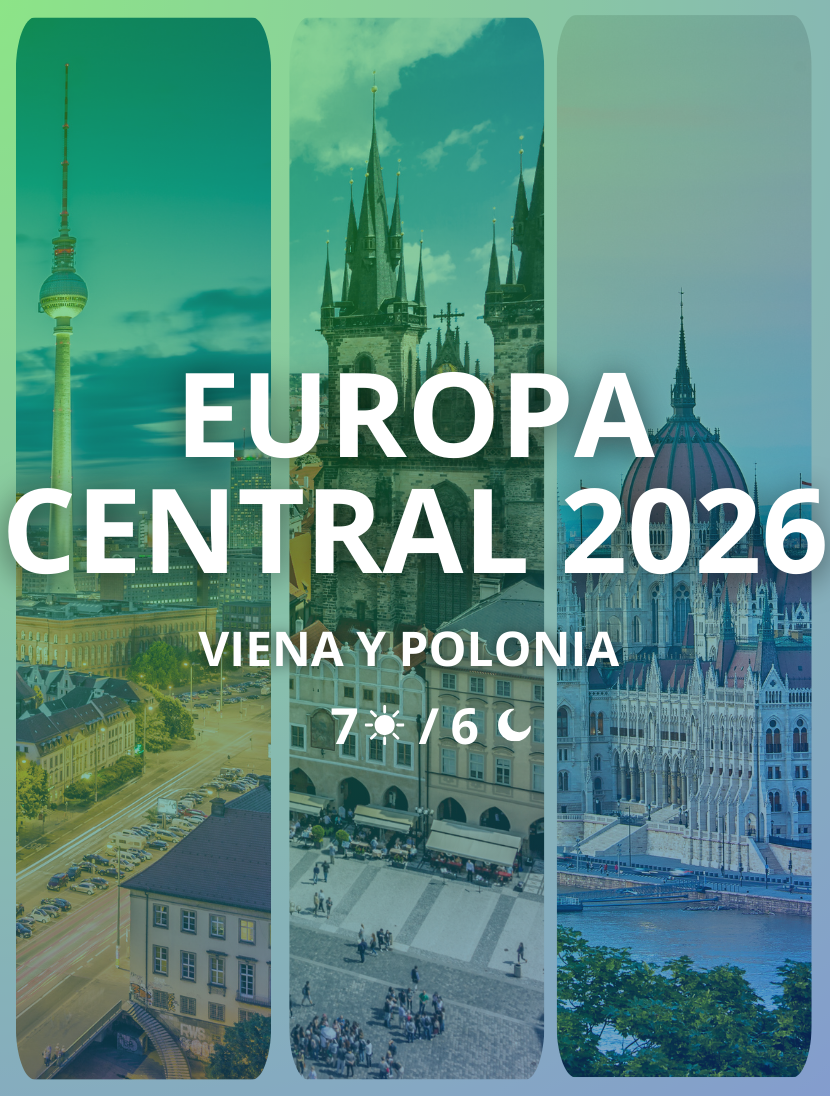 EUROPA
CENTRAL 2026
VIENA Y POLONIA
7☀/6☾